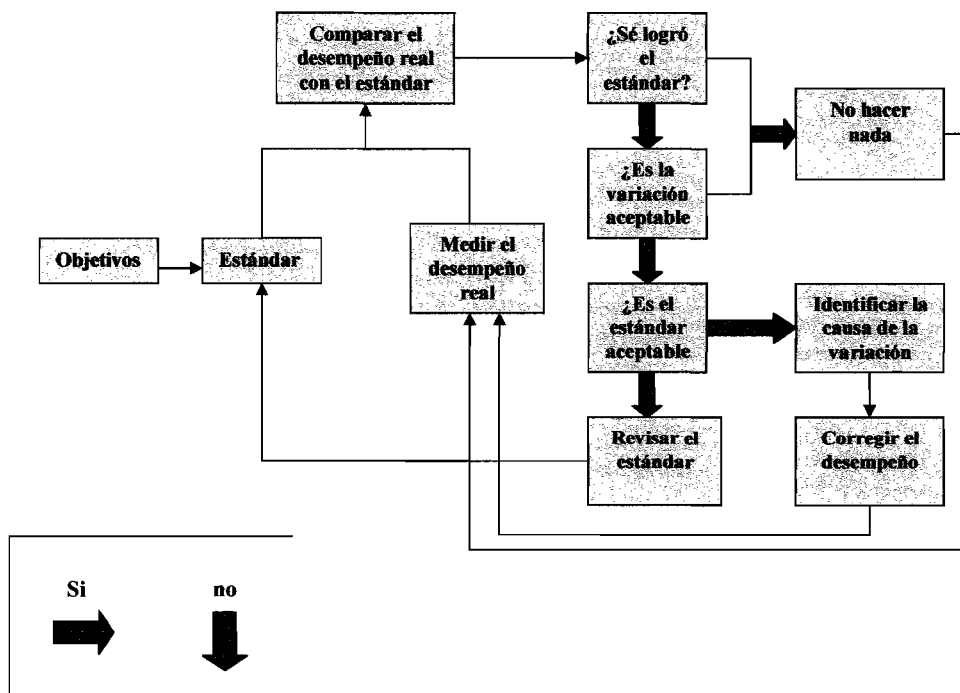 Comparar el
desempeño real
con el estándar
¿Sé logró
el
estándar?
No hacer
nada
¿Es la
variación
aceptable
Objetivos
Estándar
Medir el
desempeño
real
¿Es el
estándar
aceptable
Identificar la
causa de la
variación
Revisar el
estándar
Corregir el
desempeño
Si
no